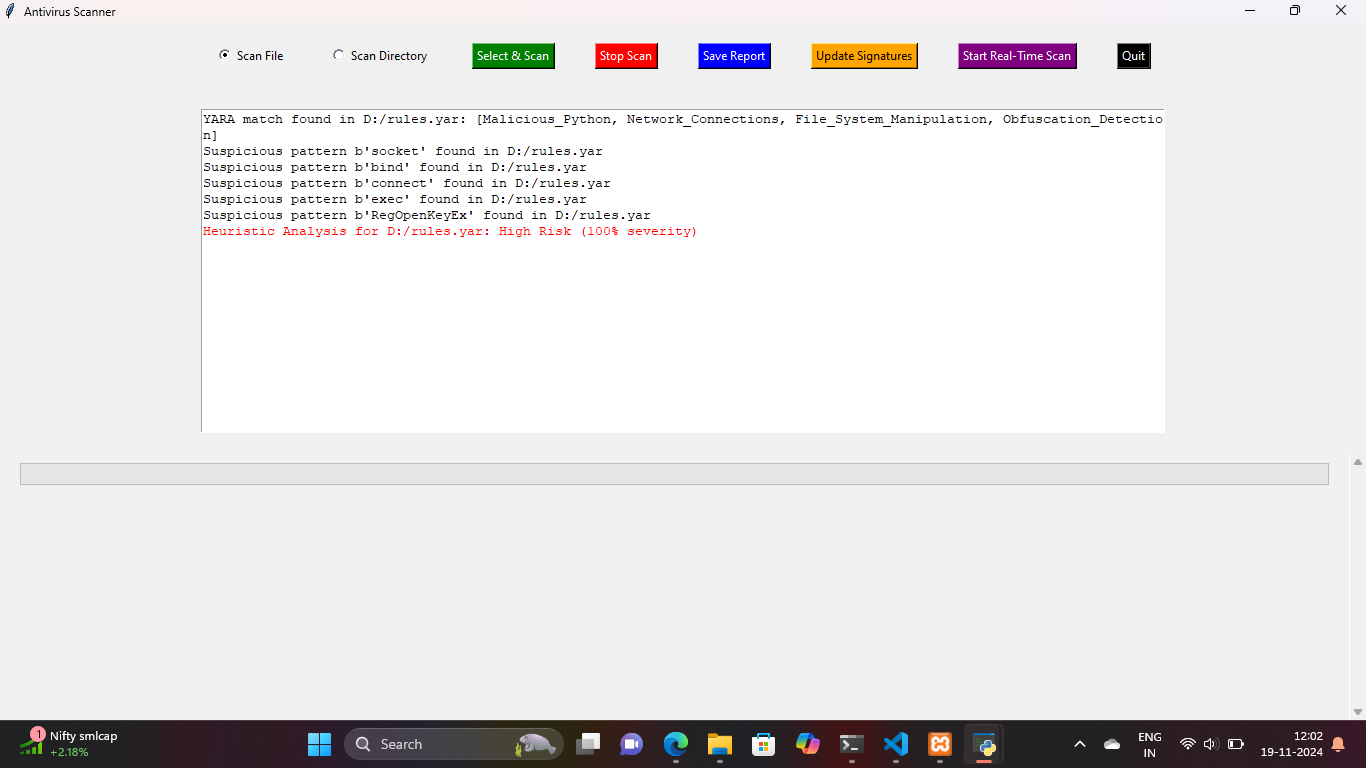 Antivirus Scanner
Scan File Scan Directory Select & Scan Stop Scan Save Report Update Signatures Start Real-Time Scan Quit
YARA match found in D:/rules.yar: [Malicious_Python, Network_Connections, File_System_Manipulation, Obfuscation_Detectio
n]
Suspicious pattern b'socket' found in D:/rules.yar
Suspicious pattern b'bind' found in D:/rules.yar
Suspicious pattern b'connect' found in D:/rules.yar
Suspicious pattern b'exec' found in D:/rules.yar
Suspicious pattern b'RegOpenKeyEx' found in D:/rules.yar
Heuristic Analysis for D:/rules.yar: High Risk (100% severity)
1
Nifty smlcap
+2.18%
Search
ENG
IN
12:02
19-11-2024